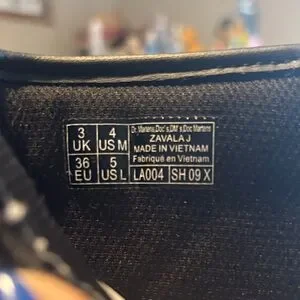 3 UK 4 US M
36 EU 5 US L
Dr. Martens, Doc's, DM's, Doc Martens
ZAVALA J
MADE IN VIETNAM
Fabriqué en Vietnam
LA004 SH 09 X